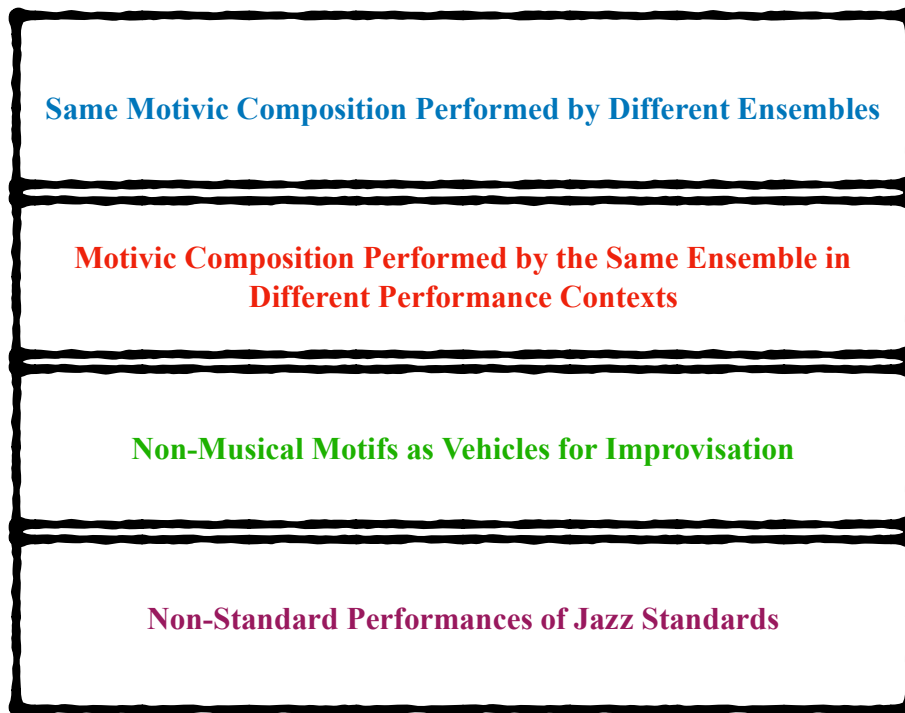 Same Motivic Composition Performed by Different Ensembles
Motivic Composition Performed by the Same Ensemble in
Different Performance Contexts
Non-Musical Motifs as Vehicles for Improvisation
Non-Standard Performances of Jazz Standards